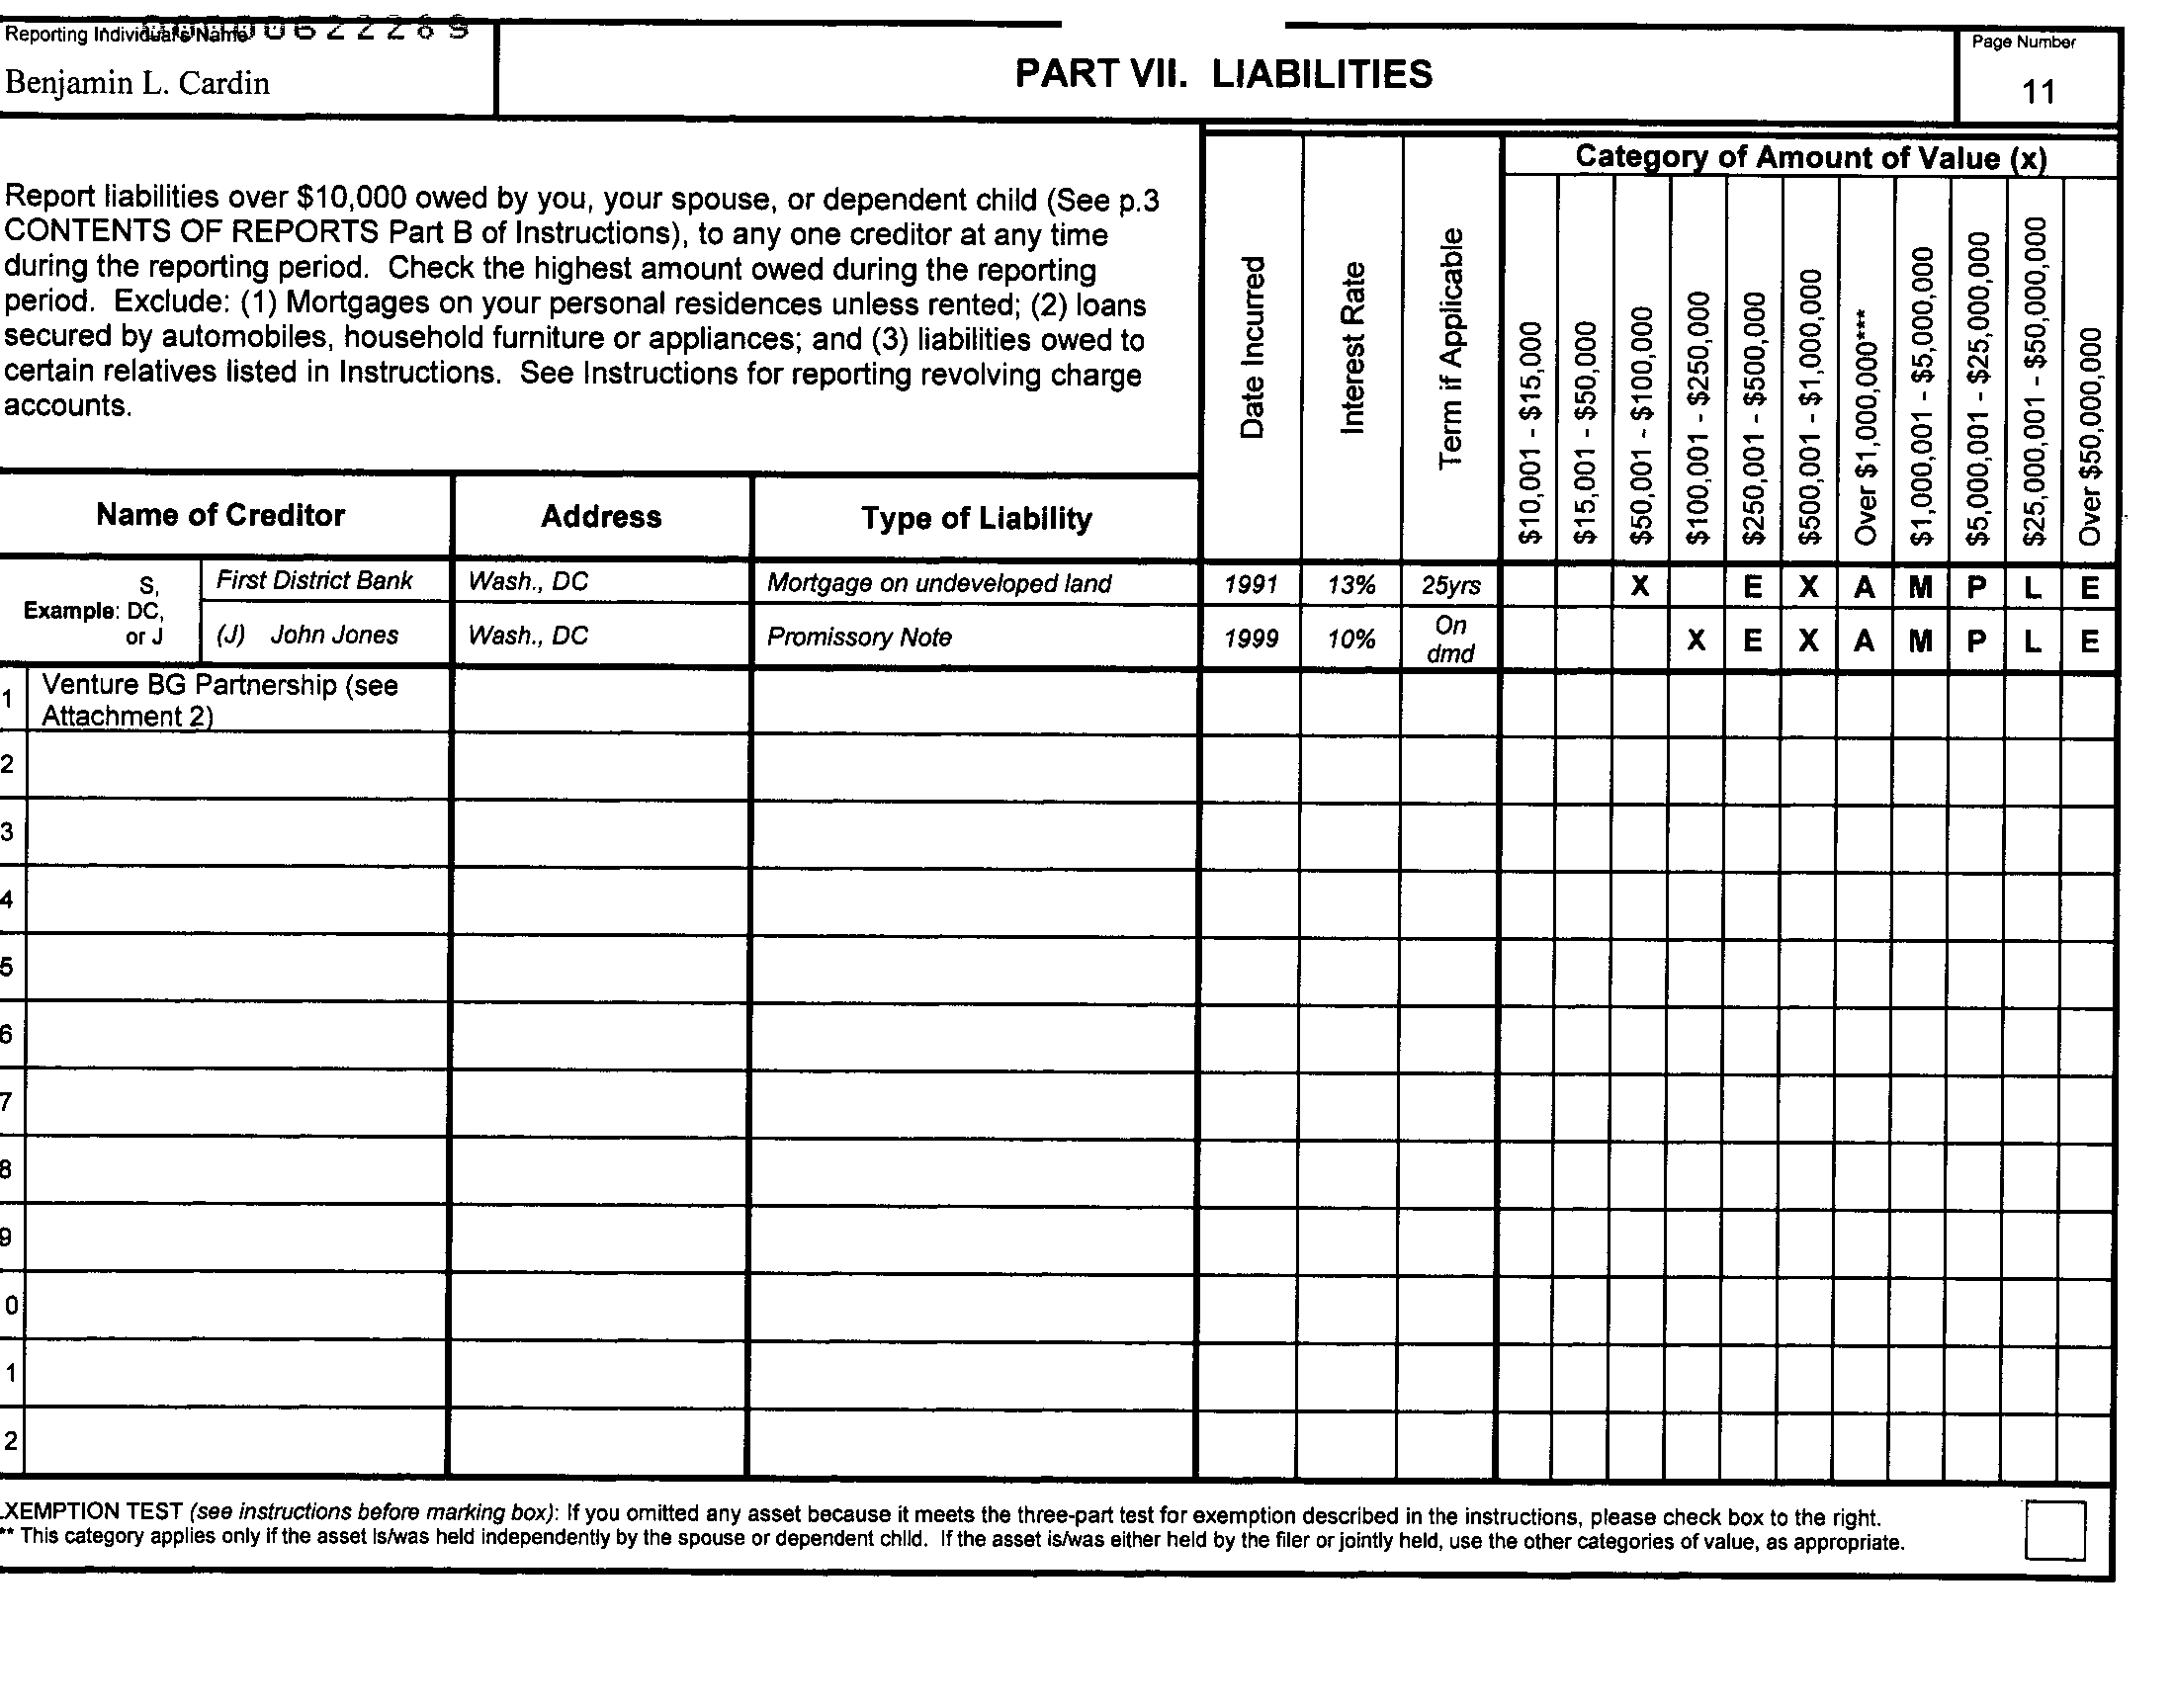 00000622289
Reporting Individual's Name
Benjamin L. Cardin
PART VII. LIABILITIES
Page Number
11
Report liabilities over $10,000 owed by you, your spouse, or dependent child (See p.3
CONTENTS OF REPORTS Part B of Instructions), to any one creditor at any time
during the reporting period. Check the highest amount owed during the reporting
period. Exclude: (1) Mortgages on your personal residences unless rented; (2) loans
secured by automobiles, household furniture or appliances; and (3) liabilities owed to
certain relatives listed in Instructions. See Instructions for reporting revolving charge
accounts.
Date Incurred
Interest Rate
Term if Applicable
Category of Amount of Value (x)
$10,001 - $15,000
$15,001 - $50,000
$50,001 - $100,000
$100,001 - $250,000
$250,001 - $500,000
$500,001 - $1,000,000
Over $1,000,000***
$1,000,001 - $5,000,000
$5,000,001 - $25,000,000
$25,000,001 - $50,000,000
Over $50,000,000
Name of Creditor Address Type of Liability
Example: S, DC, or J
First District Bank Wash., DC Mortgage on undeveloped land 1991 13% 25yrs X E X A M P L E
(J) John Jones Wash., DC Promissory Note 1999 10% On dmd X E X A M P L E
1 Venture BG Partnership (see
Attachment 2)
2
3
4
5
6
7
8
9
0
1
2
XEMPTION TEST (see instructions before marking box): If you omitted any asset because it meets the three-part test for exemption described in the instructions, please check box to the right.
** This category applies only if the asset is/was held independently by the spouse or dependent child. If the asset is/was either held by the filer or jointly held, use the other categories of value, as appropriate.